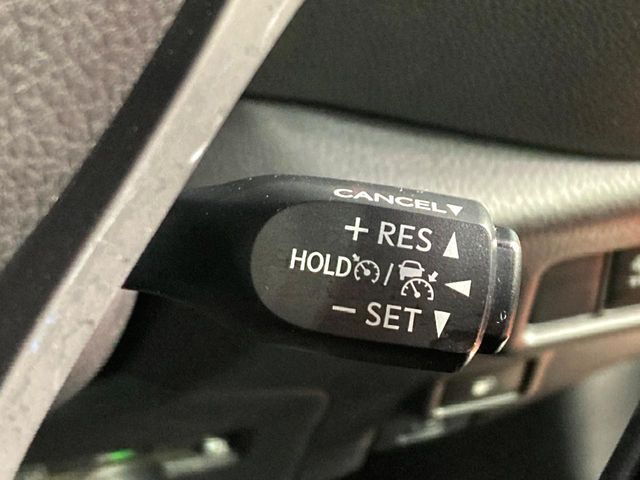 CANCEL
+ RES
HOLD /
− SET